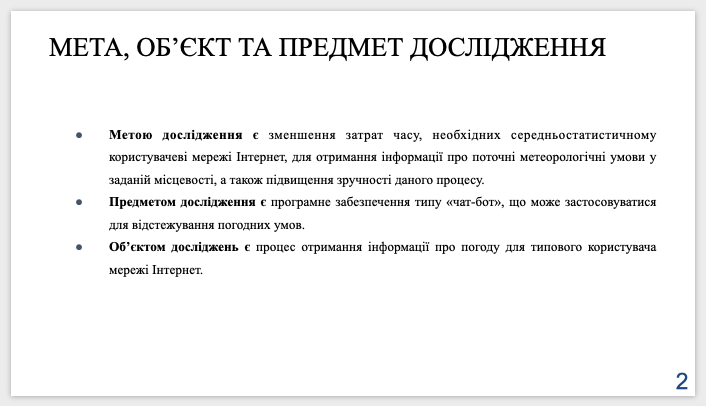 МЕТА, ОБ’ЄКТ ТА ПРЕДМЕТ ДОСЛІДЖЕННЯ
● Метою дослідження є зменшення затрат часу, необхідних середньостатистичному
користувачеві мережі Інтернет, для отримання інформації про поточні метеорологічні умови у
заданій місцевості, а також підвищення зручності даного процесу.
● Предметом дослідження є програмне забезпечення типу «чат-бот», що може застосовуватися
для відстежування погодних умов.
● Об’єктом досліджень є процес отримання інформації про погоду для типового користувача
мережі Інтернет.
2